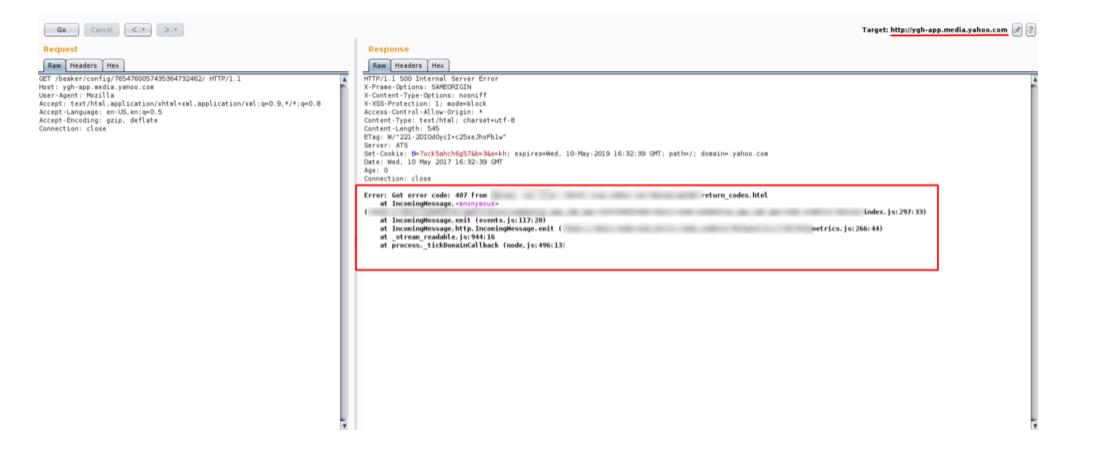 Go Cancel < >
Target: http://ygh-app.media.yahoo.com ?
Request
Raw Headers Hex
GET /beaker/config/7654760057435364732462/ HTTP/1.1
Host: ygh-app.media.yahoo.com
User-Agent: Mozilla
Accept: text/html,application/xhtml+xml,application/xml;q=0.9,*/*;q=0.8
Accept-Language: en-US,en;q=0.5
Accept-Encoding: gzip, deflate
Connection: close
Response
Raw Headers Hex
HTTP/1.1 500 Internal Server Error
X-Frame-Options: SAMEORIGIN
X-Content-Type-Options: nosniff
X-XSS-Protection: 1; mode=block
Access-Control-Allow-Origin: *
Content-Type: text/html; charset=utf-8
Content-Length: 545
ETag: W/"221-2DIOdOycI+c25xeJhoFblw"
Server: ATS
Set-Cookie: B=7ock5ahch6g57&b=3&s=kh; expires=Wed, 10-May-2019 16:32:39 GMT; path=/; domain=.yahoo.com
Date: Wed, 10 May 2017 16:32:39 GMT
Age: 0
Connection: close
Error: Got error code: 407 from return_codes.html
at IncomingMessage.<anonymous>
( index.js:297:33)
at IncomingMessage.emit (events.js:117:20)
at IncomingMessage.http.IncomingMessage.emit ( metrics.js:266:44)
at _stream_readable.js:944:16
at process._tickDomainCallback (node.js:496:13)